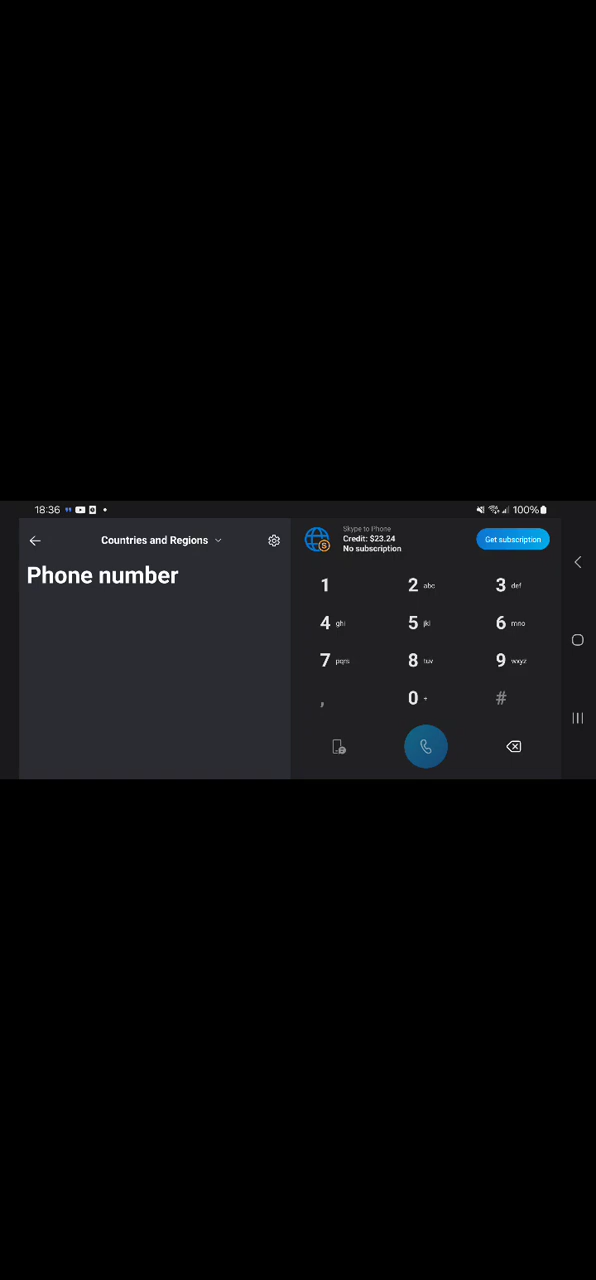 18:36
100%
Countries and Regions
Phone number
Skype to Phone
Credit: $23.24
No subscription
Get subscription
1
2 abc
3 def
4 ghi
5 jkl
6 mno
7 pqrs
8 tuv
9 wxyz
,
0 +
#